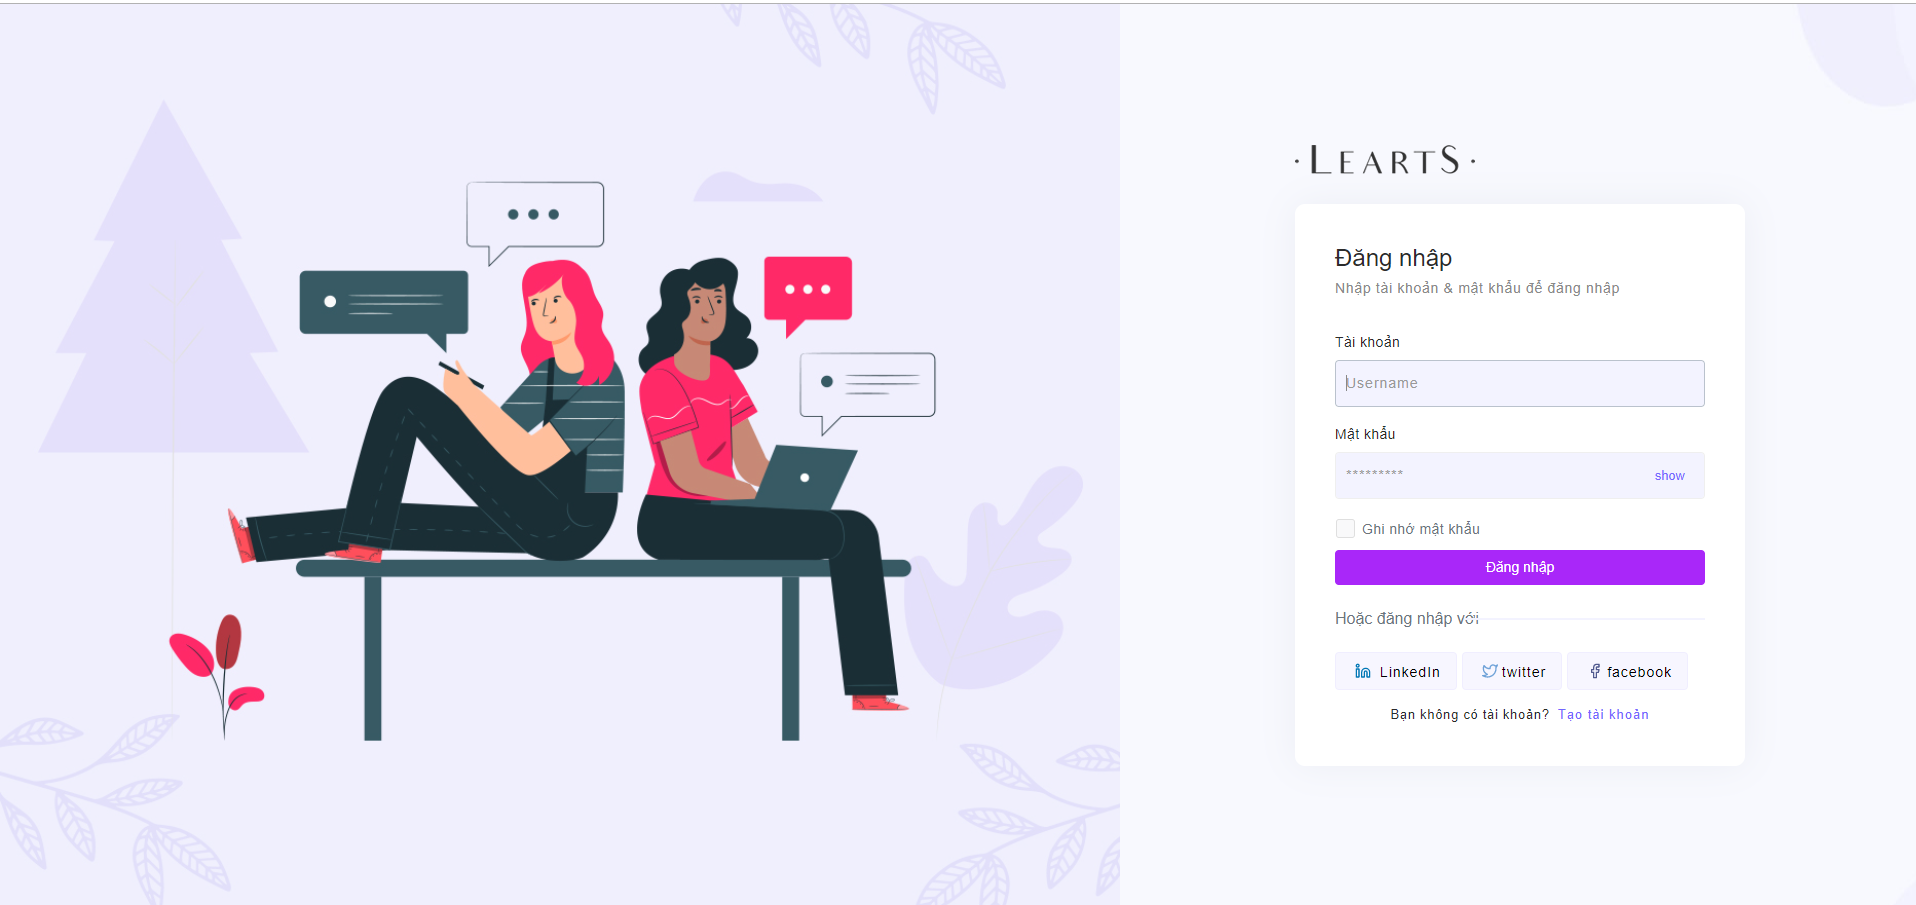 · LEARTS ·
Đăng nhập
Nhập tài khoản & mật khẩu để đăng nhập
Tài khoản
Username
Mật khẩu
********* show
Ghi nhớ mật khẩu
Đăng nhập
Hoặc đăng nhập với
in LinkedIn twitter f facebook
Bạn không có tài khoản? Tạo tài khoản